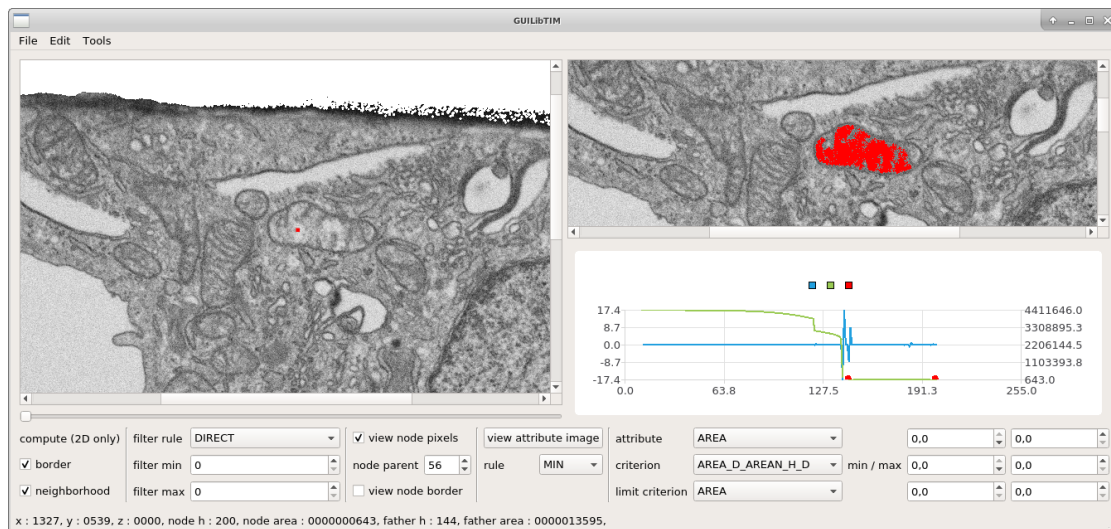 GUILibTIM
File Edit Tools
17.4 4411646.0
8.7 3308895.3
0.0 2206144.5
-8.7 1103393.8
-17.4 643.0
0.0 63.8 127.5 191.3 255.0
compute (2D only) filter rule DIRECT view node pixels view attribute image attribute AREA 0,0 0,0
border filter min 0 node parent 56 rule MIN criterion AREA_D_AREAN_H_D min / max 0,0 0,0
neighborhood filter max 0 view node border limit criterion AREA 0,0 0,0
x : 1327, y : 0539, z : 0000, node h : 200, node area : 0000000643, father h : 144, father area : 0000013595,